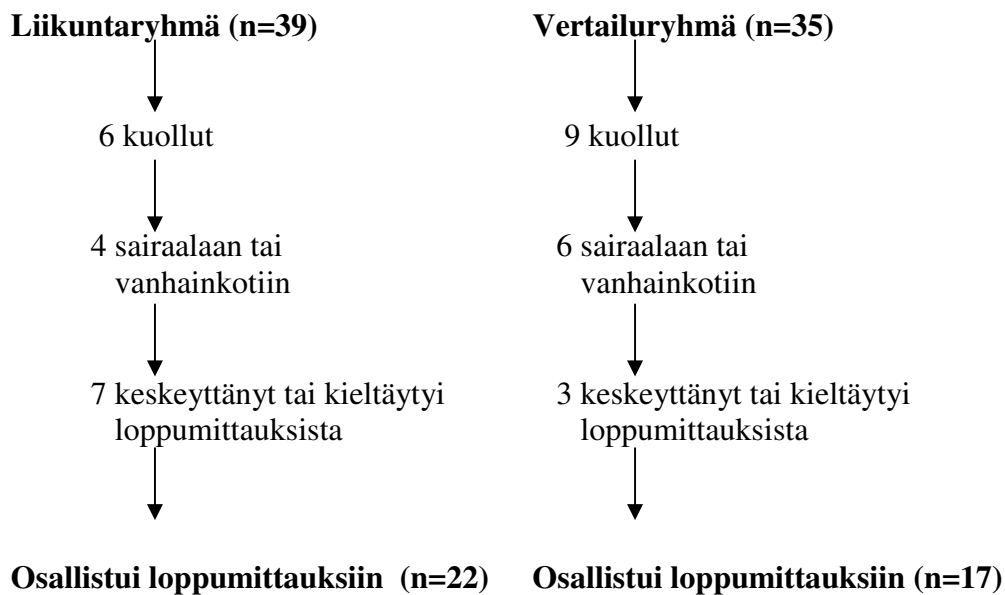 Liikuntaryhmä (n=39)
6 kuollut
4 sairaalaan tai
vanhainkotiin
7 keskeyttänyt tai kieltäytyi
loppumittauksista
Osallistui loppumittauksiin (n=22)
Vertailuryhmä (n=35)
9 kuollut
6 sairaalaan tai
vanhainkotiin
3 keskeyttänyt tai kieltäytyi
loppumittauksista
Osallistui loppumittauksiin (n=17)